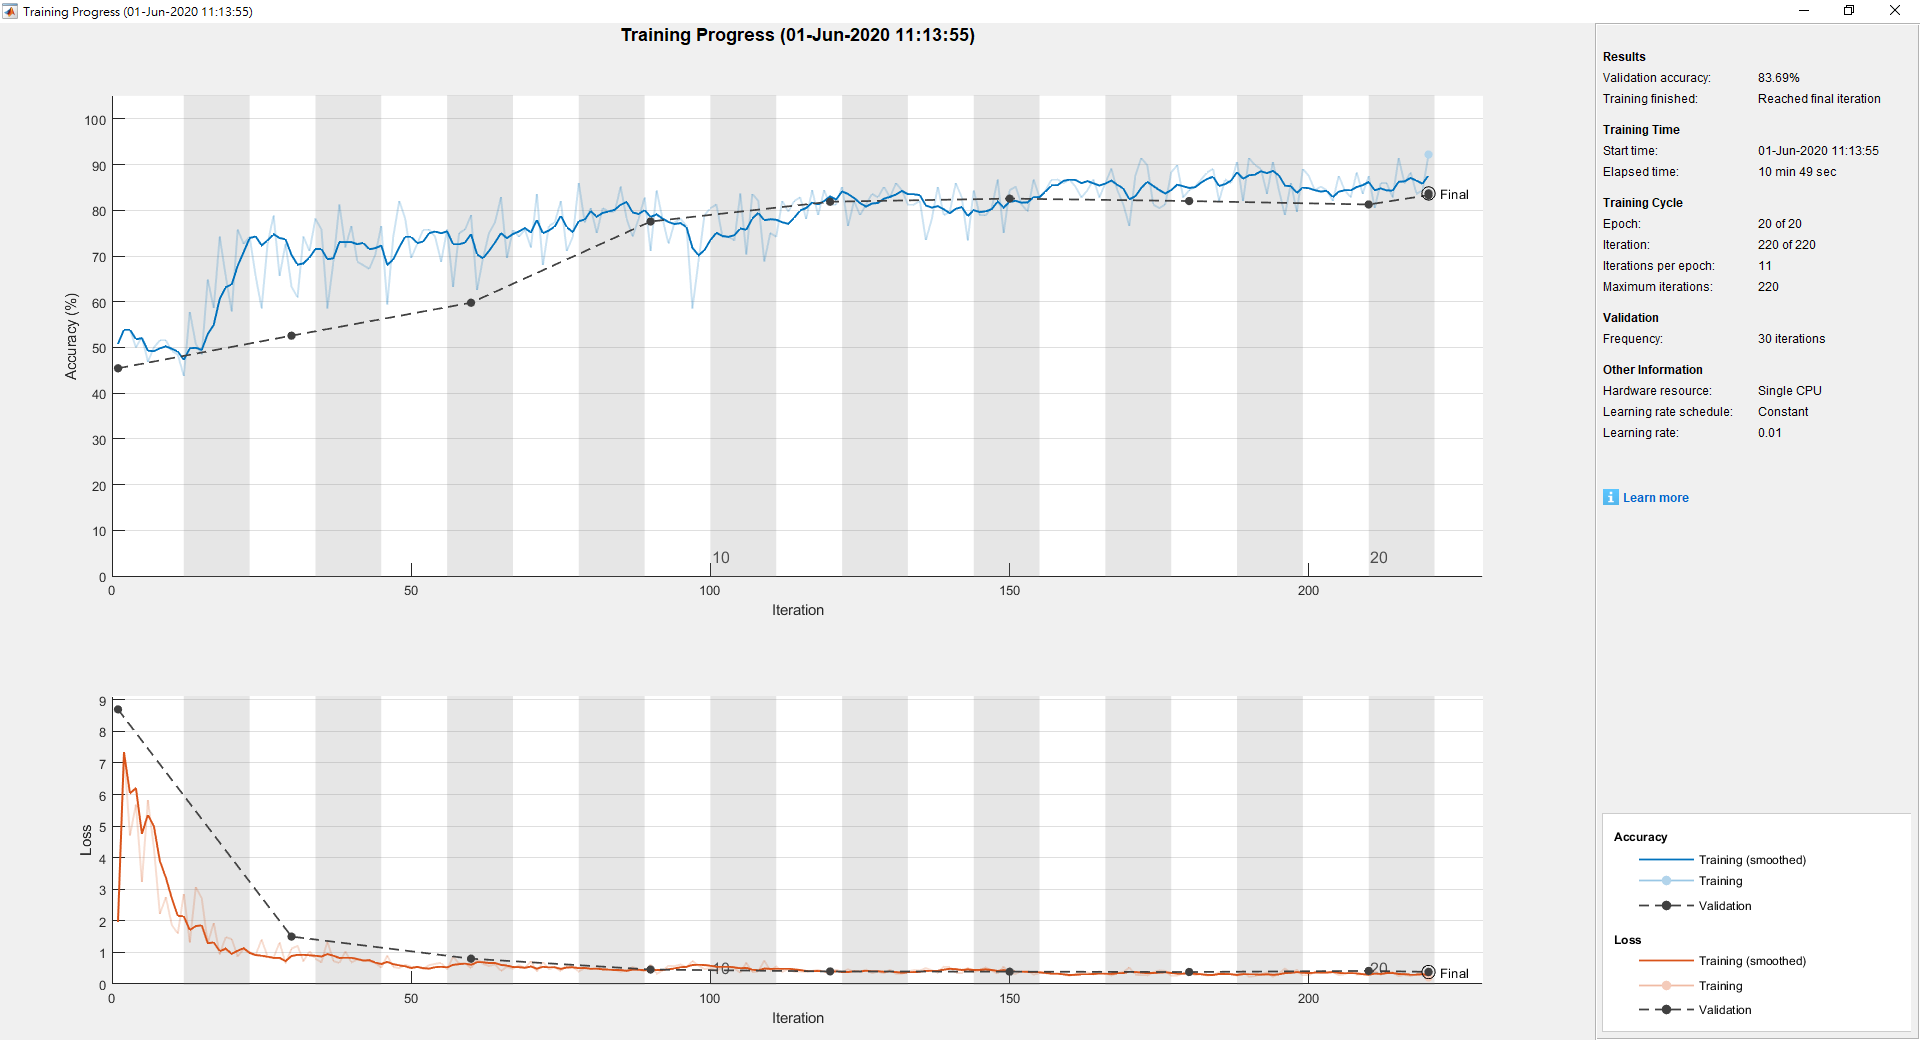 Training Progress (01-Jun-2020 11:13:55)
Training Progress (01-Jun-2020 11:13:55)
100
90
80
70
60
50
40
30
20
10
0
Accuracy (%)
Final
10
20
0
50
100
150
200
Iteration
9
8
7
6
5
4
3
2
1
0
Loss
10
20
Final
0
50
100
150
200
Iteration
Results
Validation accuracy: 83.69%
Training finished: Reached final iteration
Training Time
Start time: 01-Jun-2020 11:13:55
Elapsed time: 10 min 49 sec
Training Cycle
Epoch: 20 of 20
Iteration: 220 of 220
Iterations per epoch: 11
Maximum iterations: 220
Validation
Frequency: 30 iterations
Other Information
Hardware resource: Single CPU
Learning rate schedule: Constant
Learning rate: 0.01
i Learn more
Accuracy
Training (smoothed)
Training
Validation
Loss
Training (smoothed)
Training
Validation